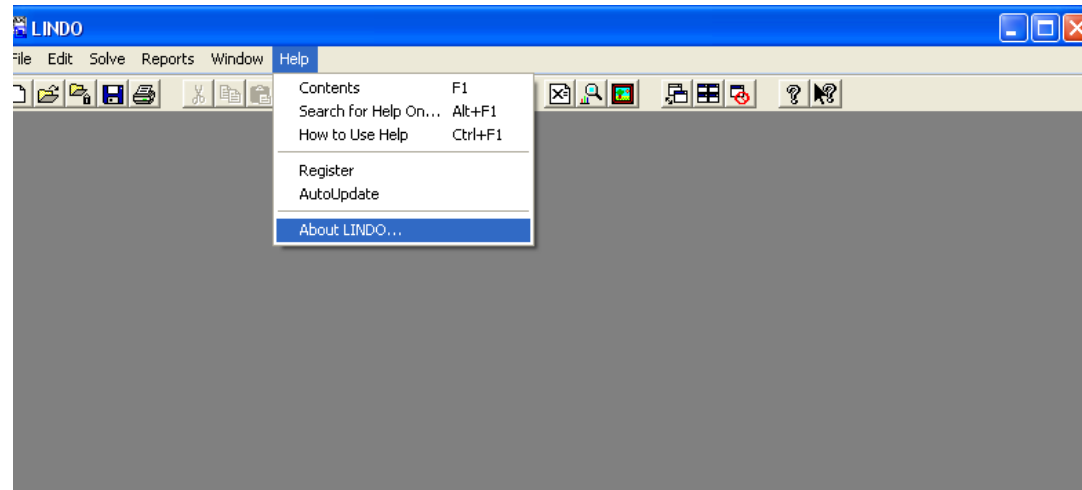 LINDO
File Edit Solve Reports Window Help
Contents F1
Search for Help On... Alt+F1
How to Use Help Ctrl+F1
Register
AutoUpdate
About LINDO...